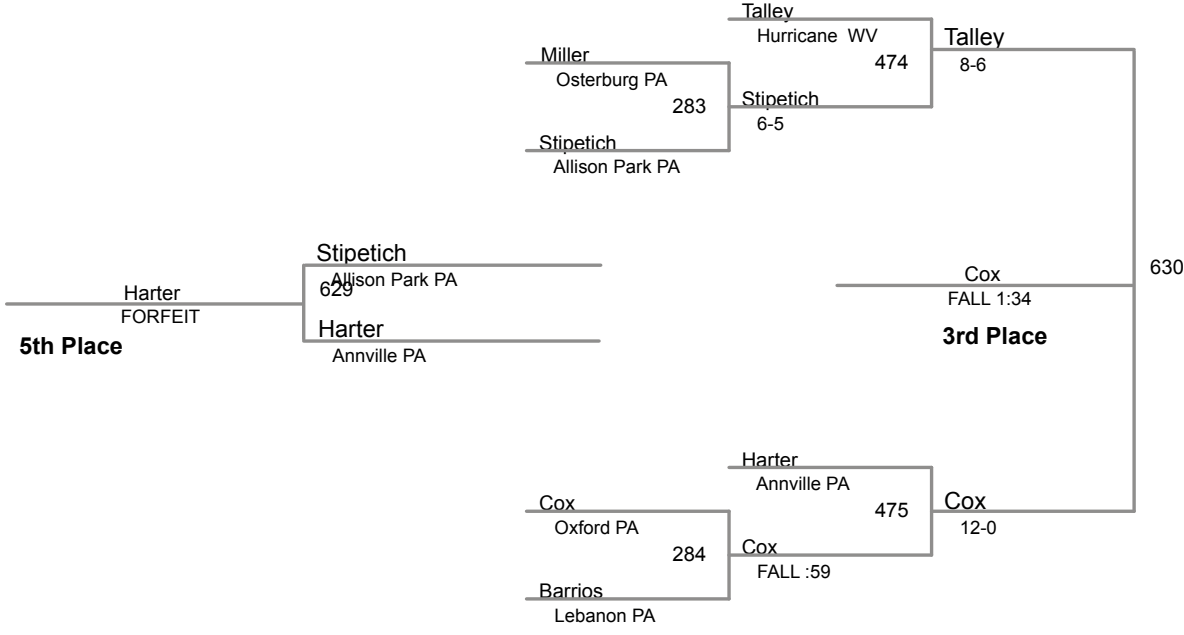 Talley
Hurricane  WV
474
Talley
8-6
Miller
Osterburg PA
283
Stipetich
6-5
Stipetich
Allison Park PA
Stipetich
Allison Park PA
629
Harter
FORFEIT
5th Place
Harter
Annville PA
630
Cox
FALL 1:34
3rd Place
Harter
Annville PA
475
Cox
12-0
Cox
Oxford PA
284
Cox
FALL :59
Barrios
Lebanon PA